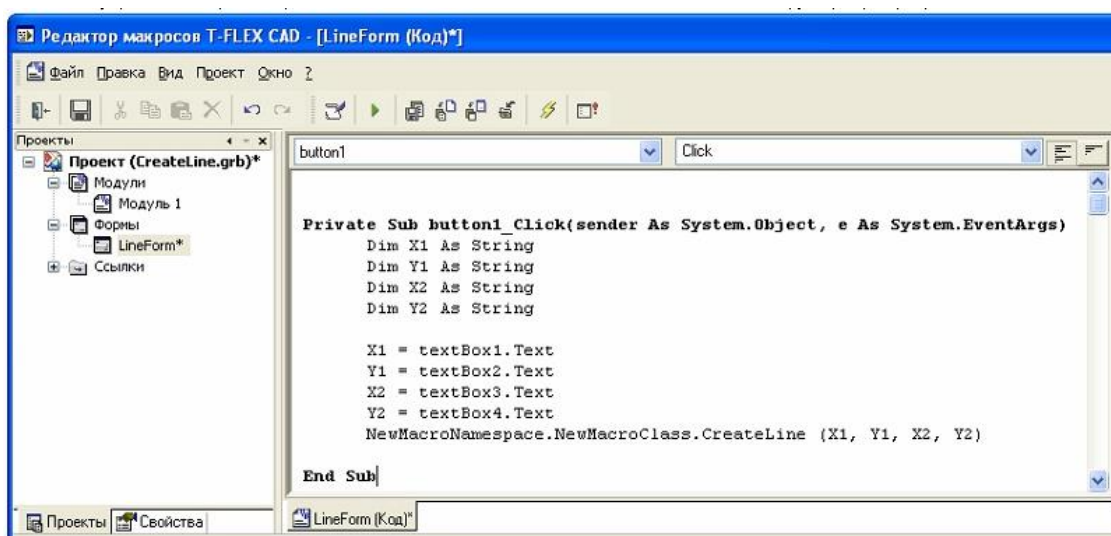 Редактор макросов T-FLEX CAD - [LineForm (Код)*]
Файл Правка Вид Проект Окно ?
Проекты
Проект (CreateLine.grb)*
Модули
Модуль 1
Формы
LineForm*
Ссылки
button1 Click
Private Sub button1_Click(sender As System.Object, e As System.EventArgs)
Dim X1 As String
Dim Y1 As String
Dim X2 As String
Dim Y2 As String
X1 = textBox1.Text
Y1 = textBox2.Text
X2 = textBox3.Text
Y2 = textBox4.Text
NewMacroNamespace.NewMacroClass.CreateLine (X1, Y1, X2, Y2)
End Sub
Проекты Свойства
LineForm (Код)*